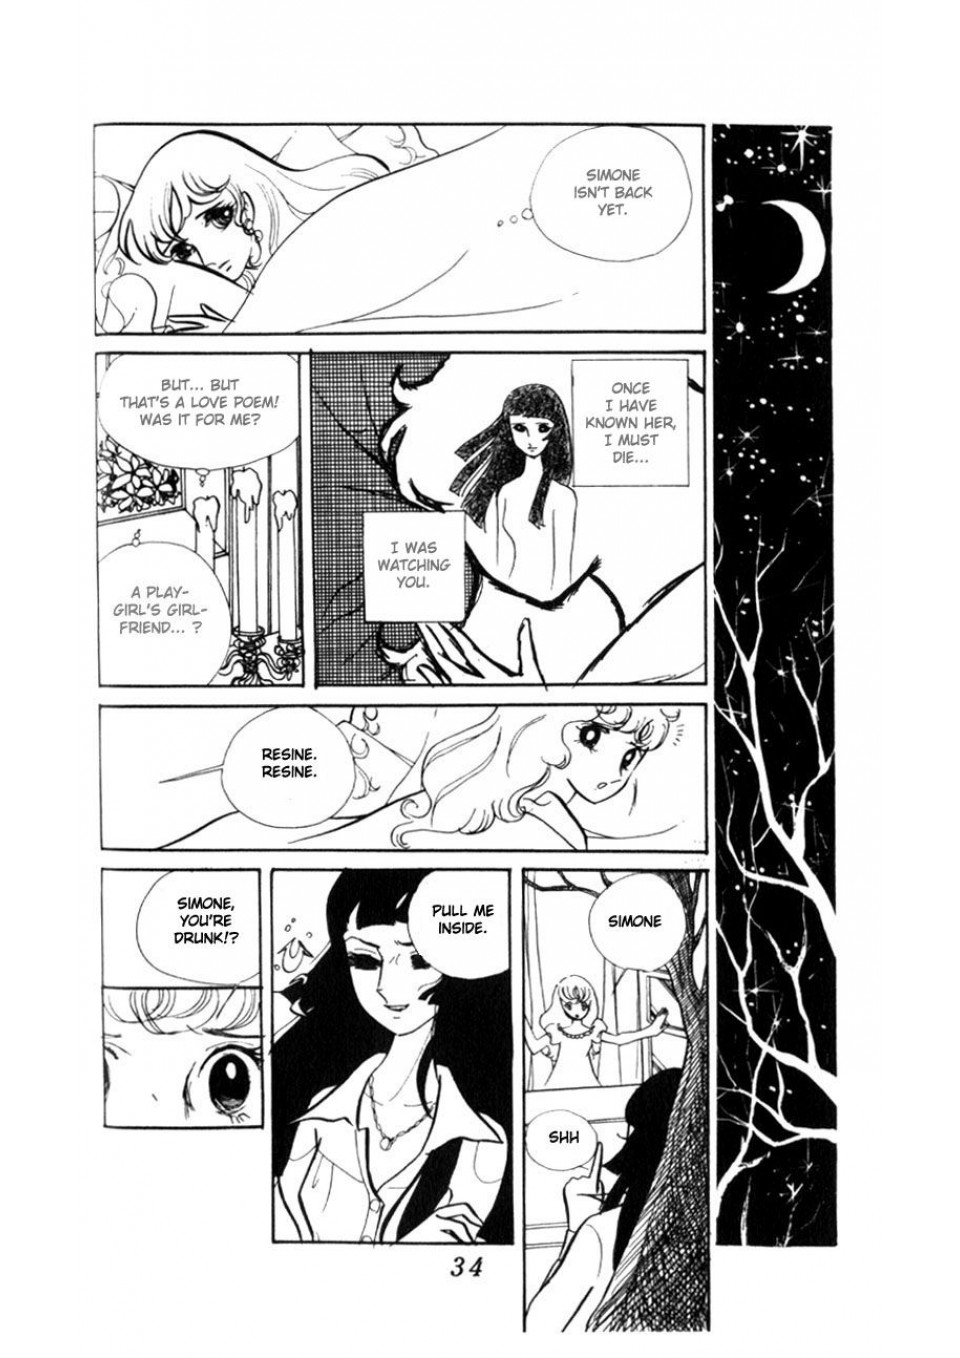 SIMONE
ISN'T BACK
YET.
BUT... BUT
THAT'S A LOVE POEM!
WAS IT FOR ME?
A PLAY-
GIRL'S GIRL-
FRIEND... ?
ONCE
I HAVE
KNOWN HER,
I MUST
DIE...
I WAS
WATCHING
YOU.
RESINE.
RESINE.
SIMONE,
YOU'RE
DRUNK!?
PULL ME
INSIDE.
SIMONE
SHH
34